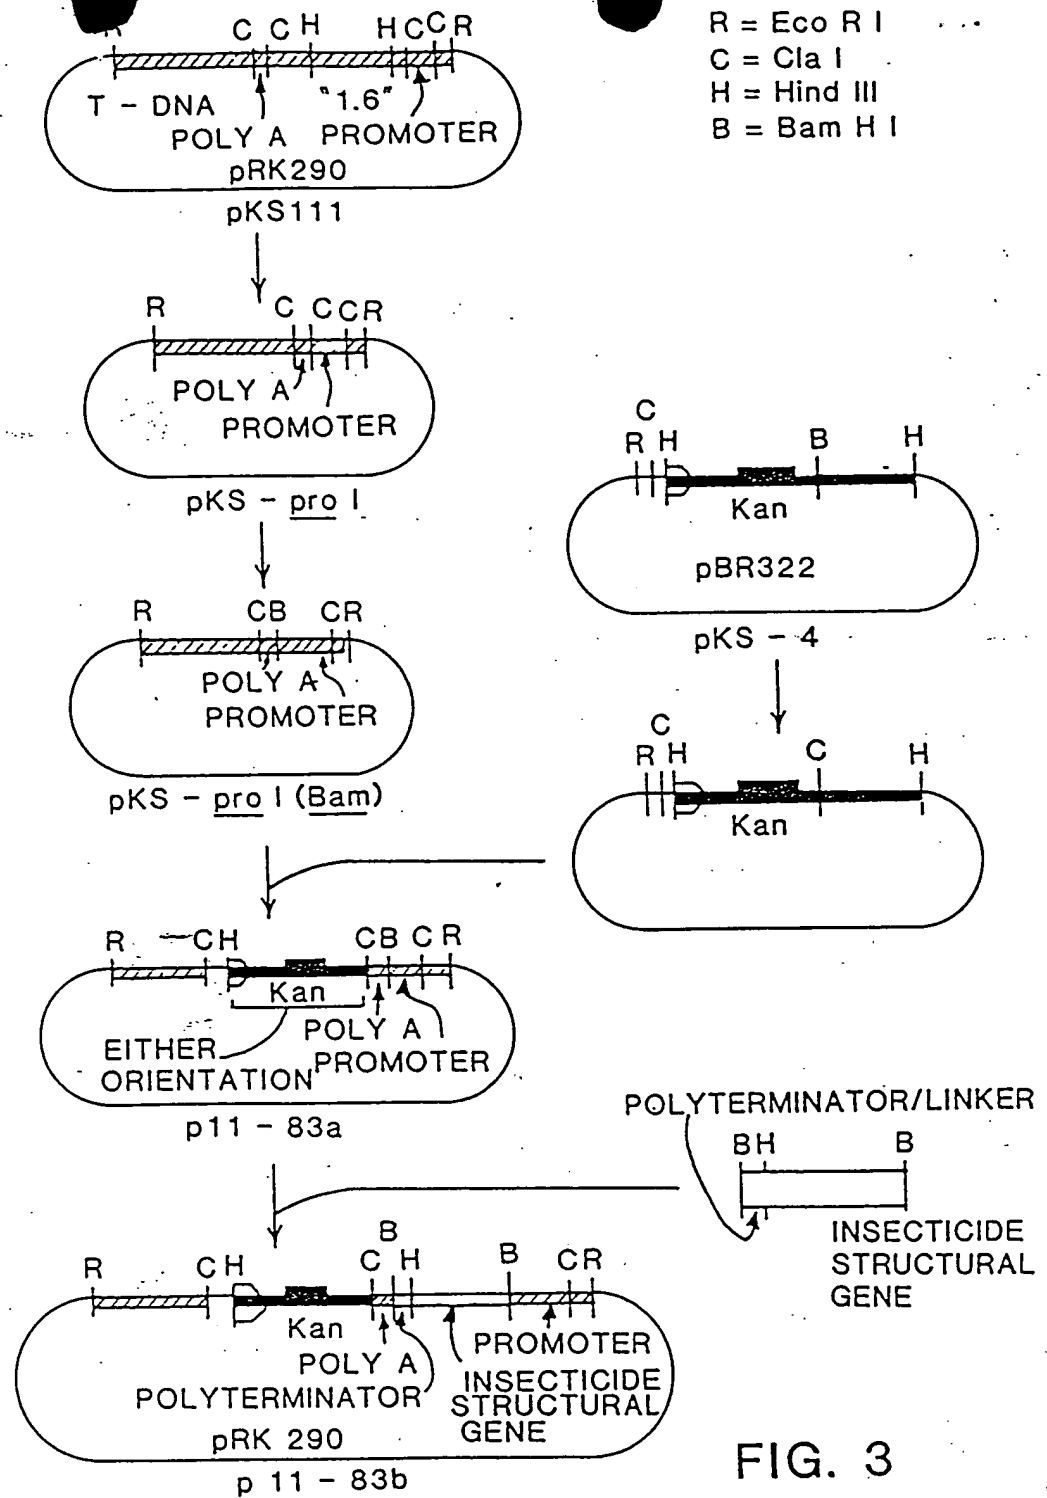 R C C H H C C R
T - DNA "1.6"
POLY A PROMOTER
pRK290
pKS111
R = Eco R I
C = Cla I
H = Hind III
B = Bam H I
R C C C R
POLY A
PROMOTER
pKS - pro I
R C B C R
POLY A
PROMOTER
pKS - pro I (Bam)
C
R H B H
Kan
pBR322
pKS - 4
C
R H C H
Kan
R C H C B C R
Kan
EITHER
ORIENTATION
POLY A
PROMOTER
p11 - 83a
POLYTERMINATOR/LINKER
B H B
INSECTICIDE
STRUCTURAL
GENE
B
R C H C H B C R
Kan
POLY A
POLYTERMINATOR
PROMOTER
INSECTICIDE
STRUCTURAL
GENE
pRK 290
p 11 - 83b
FIG. 3